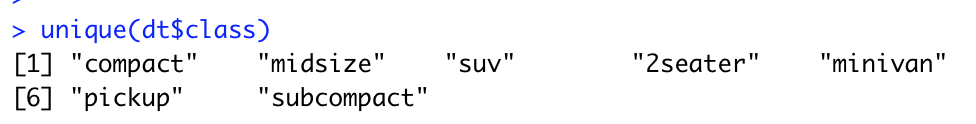 > unique(dt$class)
[1] "compact"    "midsize"    "suv"        "2seater"    "minivan"
[6] "pickup"     "subcompact"